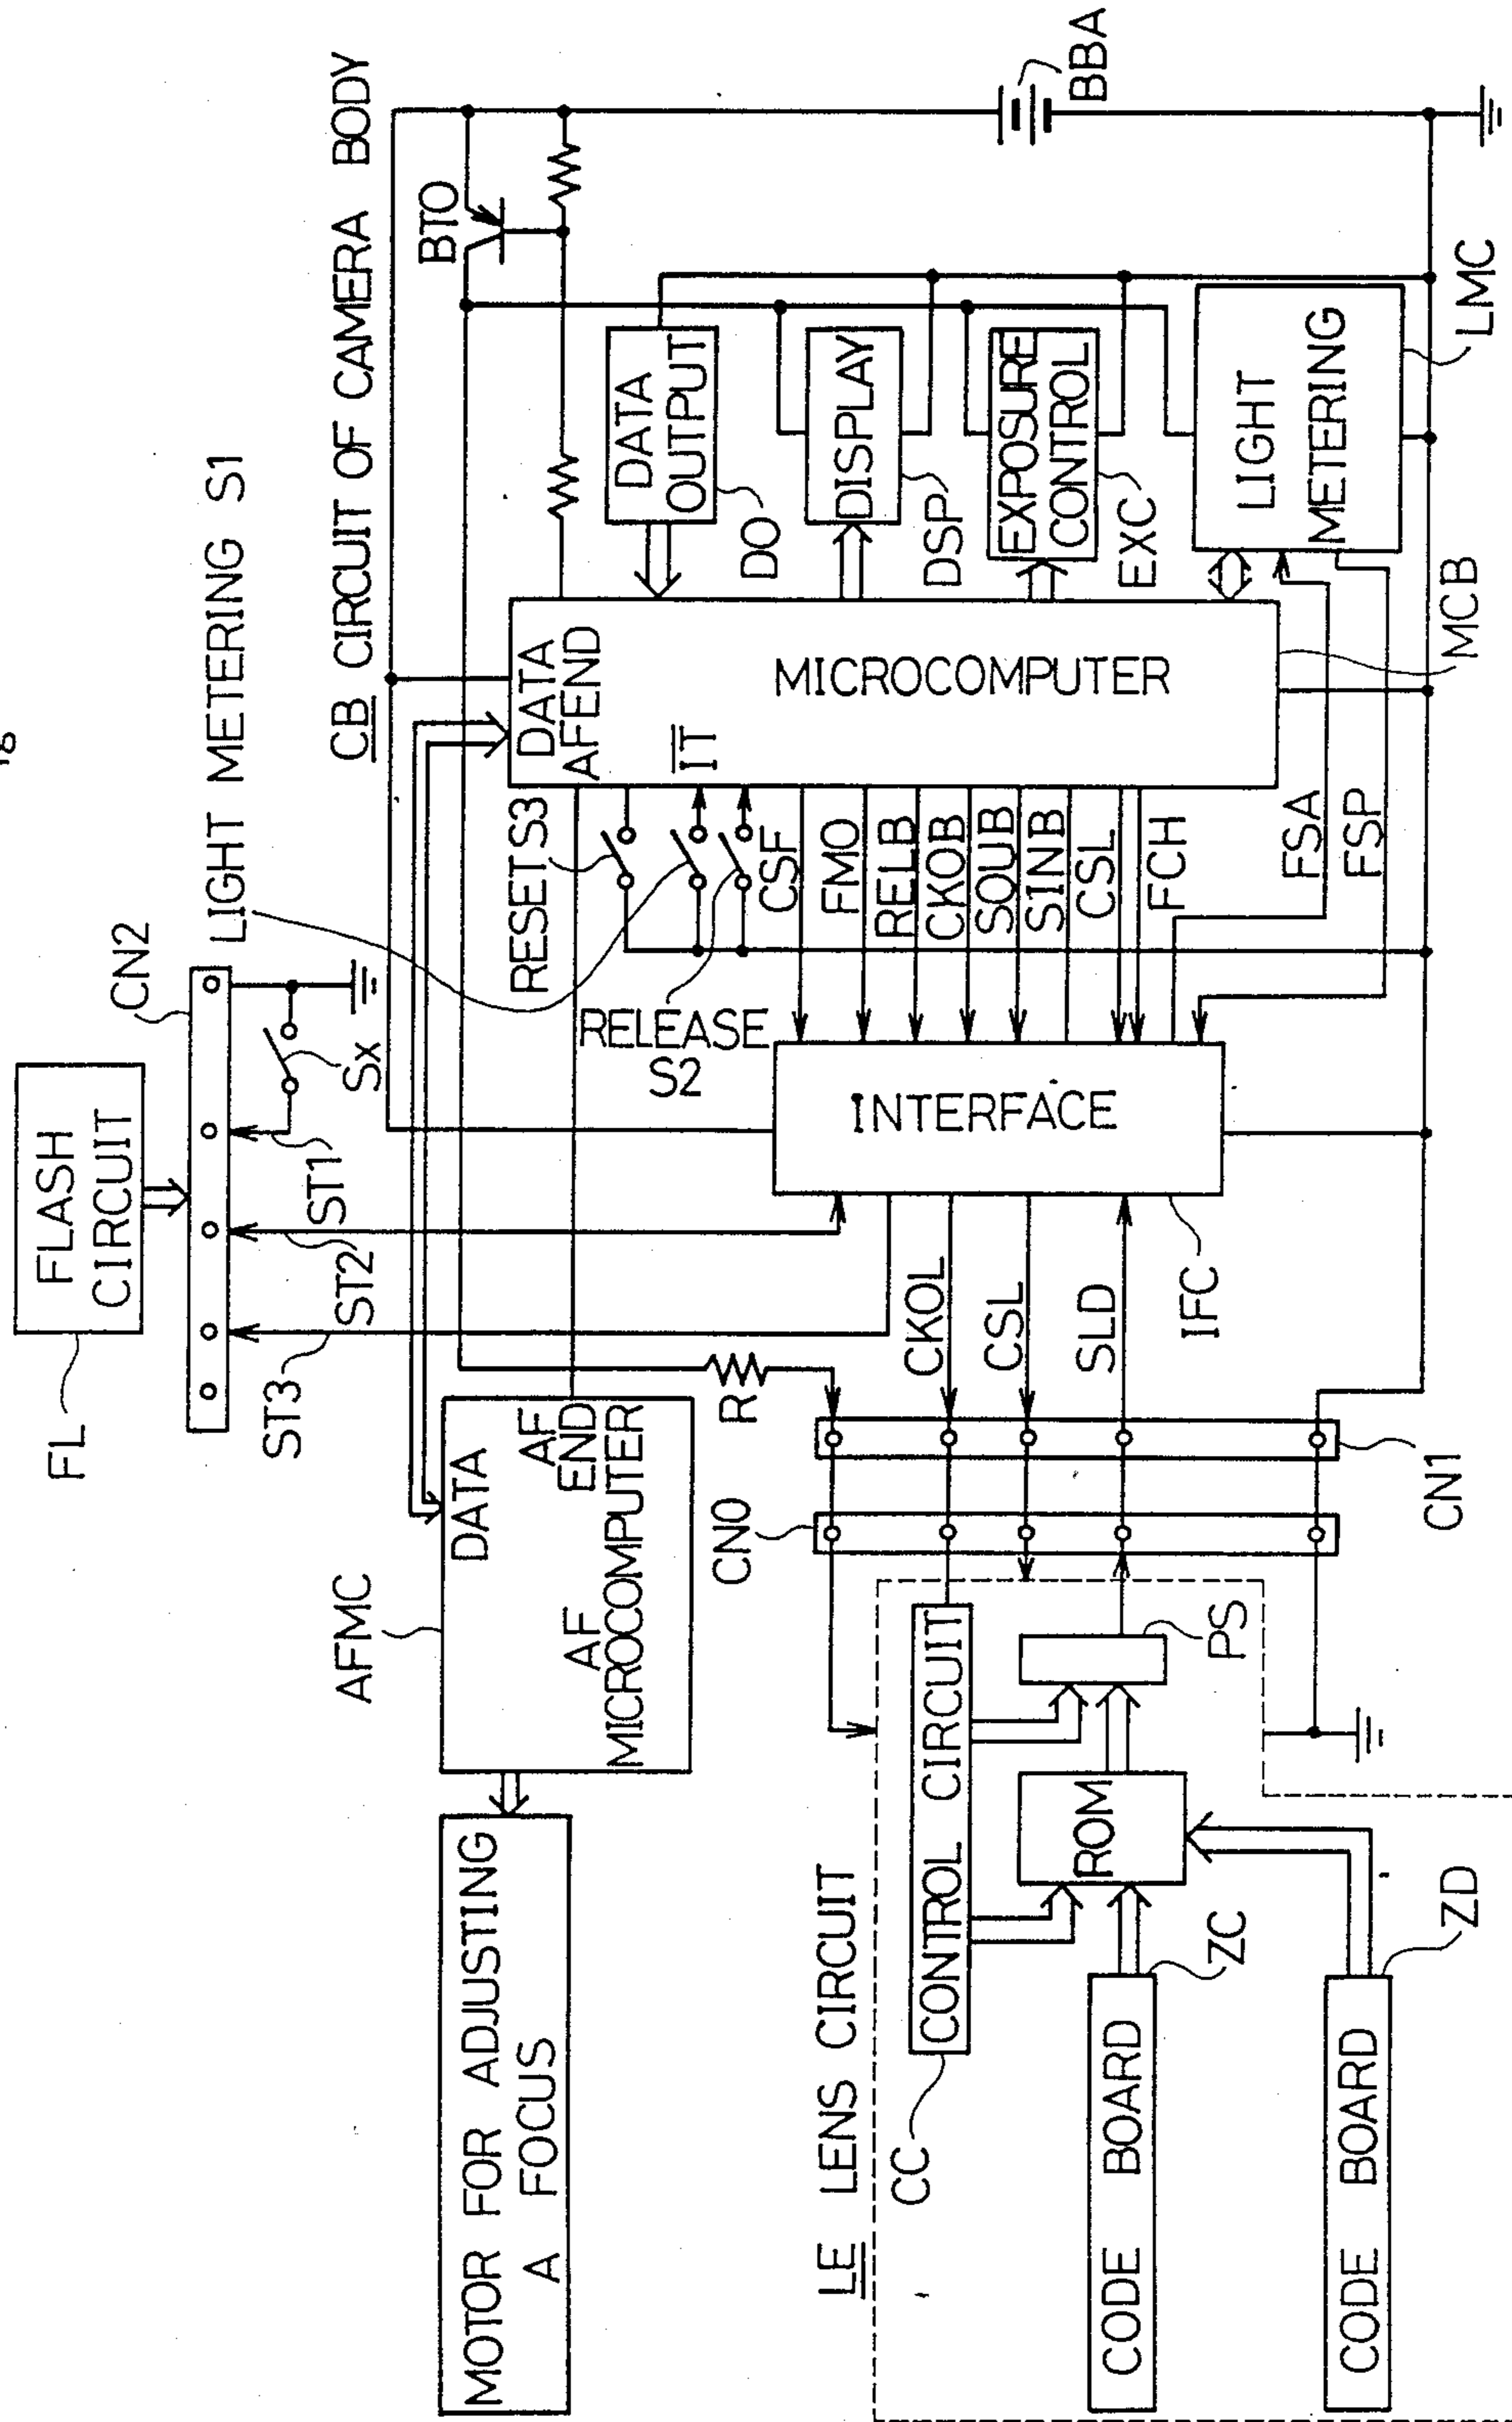 FL
FLASH
CIRCUIT
CN2
LIGHT METERING S1
Sx
ST1
ST2
ST3
CB CIRCUIT OF CAMERA BODY
AFMC
DATA
AF
END
AF
MICROCOMPUTER
MOTOR FOR ADJUSTING
A FOCUS
DATA
AFEND
IT
MICROCOMPUTER
MCB
RESET S3
RELEASE
S2
BTO
BBA
DATA
OUTPUT
DO
DISPLAY
DSP
EXPOSURE
CONTROL
EXC
LIGHT
METERING
LMC
CSF
FMO
RELB
CKOB
SOUB
SINB
CSL
FCH
FSA
FSP
INTERFACE
IFC
R
CKOL
CSL
SLD
CN0
CN1
LE LENS CIRCUIT
CC
CONTROL CIRCUIT
PS
ROM
CODE BOARD
ZC
CODE BOARD
ZD